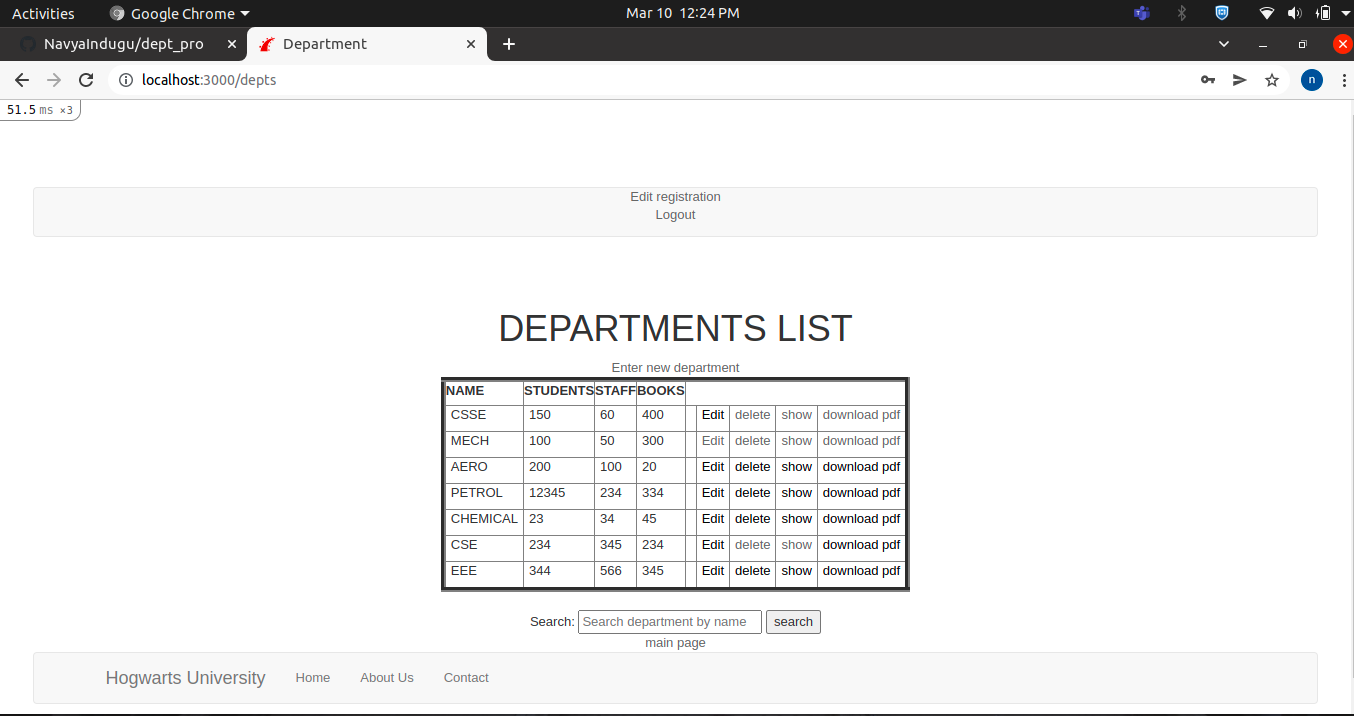 Activities Google Chrome Mar 10 12:24 PM
NavyaIndugu/dept_pro Department
localhost:3000/depts n
51.5 ms ×3
Edit registration
Logout
DEPARTMENTS LIST
Enter new department
NAME STUDENTS STAFF BOOKS
CSSE 150 60 400 Edit delete show download pdf
MECH 100 50 300 Edit delete show download pdf
AERO 200 100 20 Edit delete show download pdf
PETROL 12345 234 334 Edit delete show download pdf
CHEMICAL 23 34 45 Edit delete show download pdf
CSE 234 345 234 Edit delete show download pdf
EEE 344 566 345 Edit delete show download pdf
Search: Search department by name search
main page
Hogwarts University Home About Us Contact